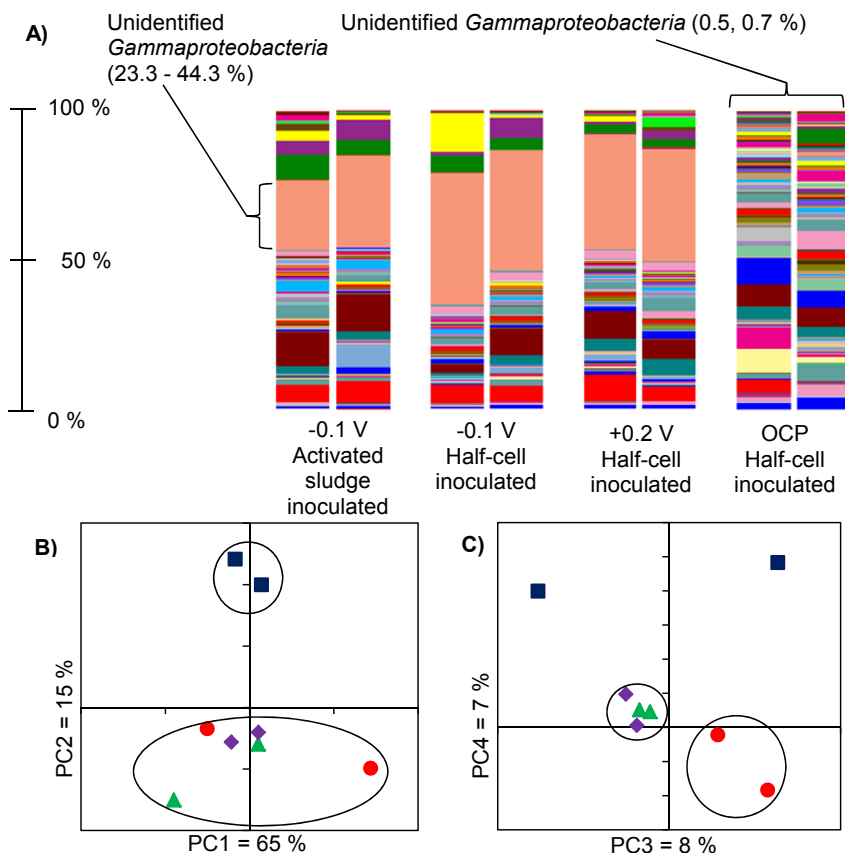 A)
Unidentified
Gammaproteobacteria
(23.3 - 44.3 %)
Unidentified Gammaproteobacteria (0.5, 0.7 %)
100 %
50 %
0 %
-0.1 V
Activated
sludge
inoculated
-0.1 V
Half-cell
inoculated
+0.2 V
Half-cell
inoculated
OCP
Half-cell
inoculated
B)
PC2 = 15 %
PC1 = 65 %
C)
PC4 = 7 %
PC3 = 8 %